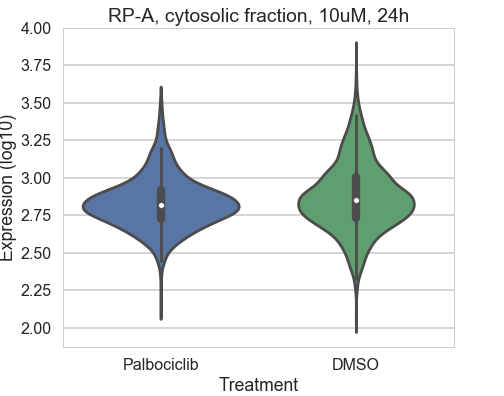 RP-A, cytosolic fraction, 10uM, 24h
4.00
3.75
3.50
3.25
3.00
2.75
2.50
2.25
2.00
Expression (log10)
Palbociclib
DMSO
Treatment